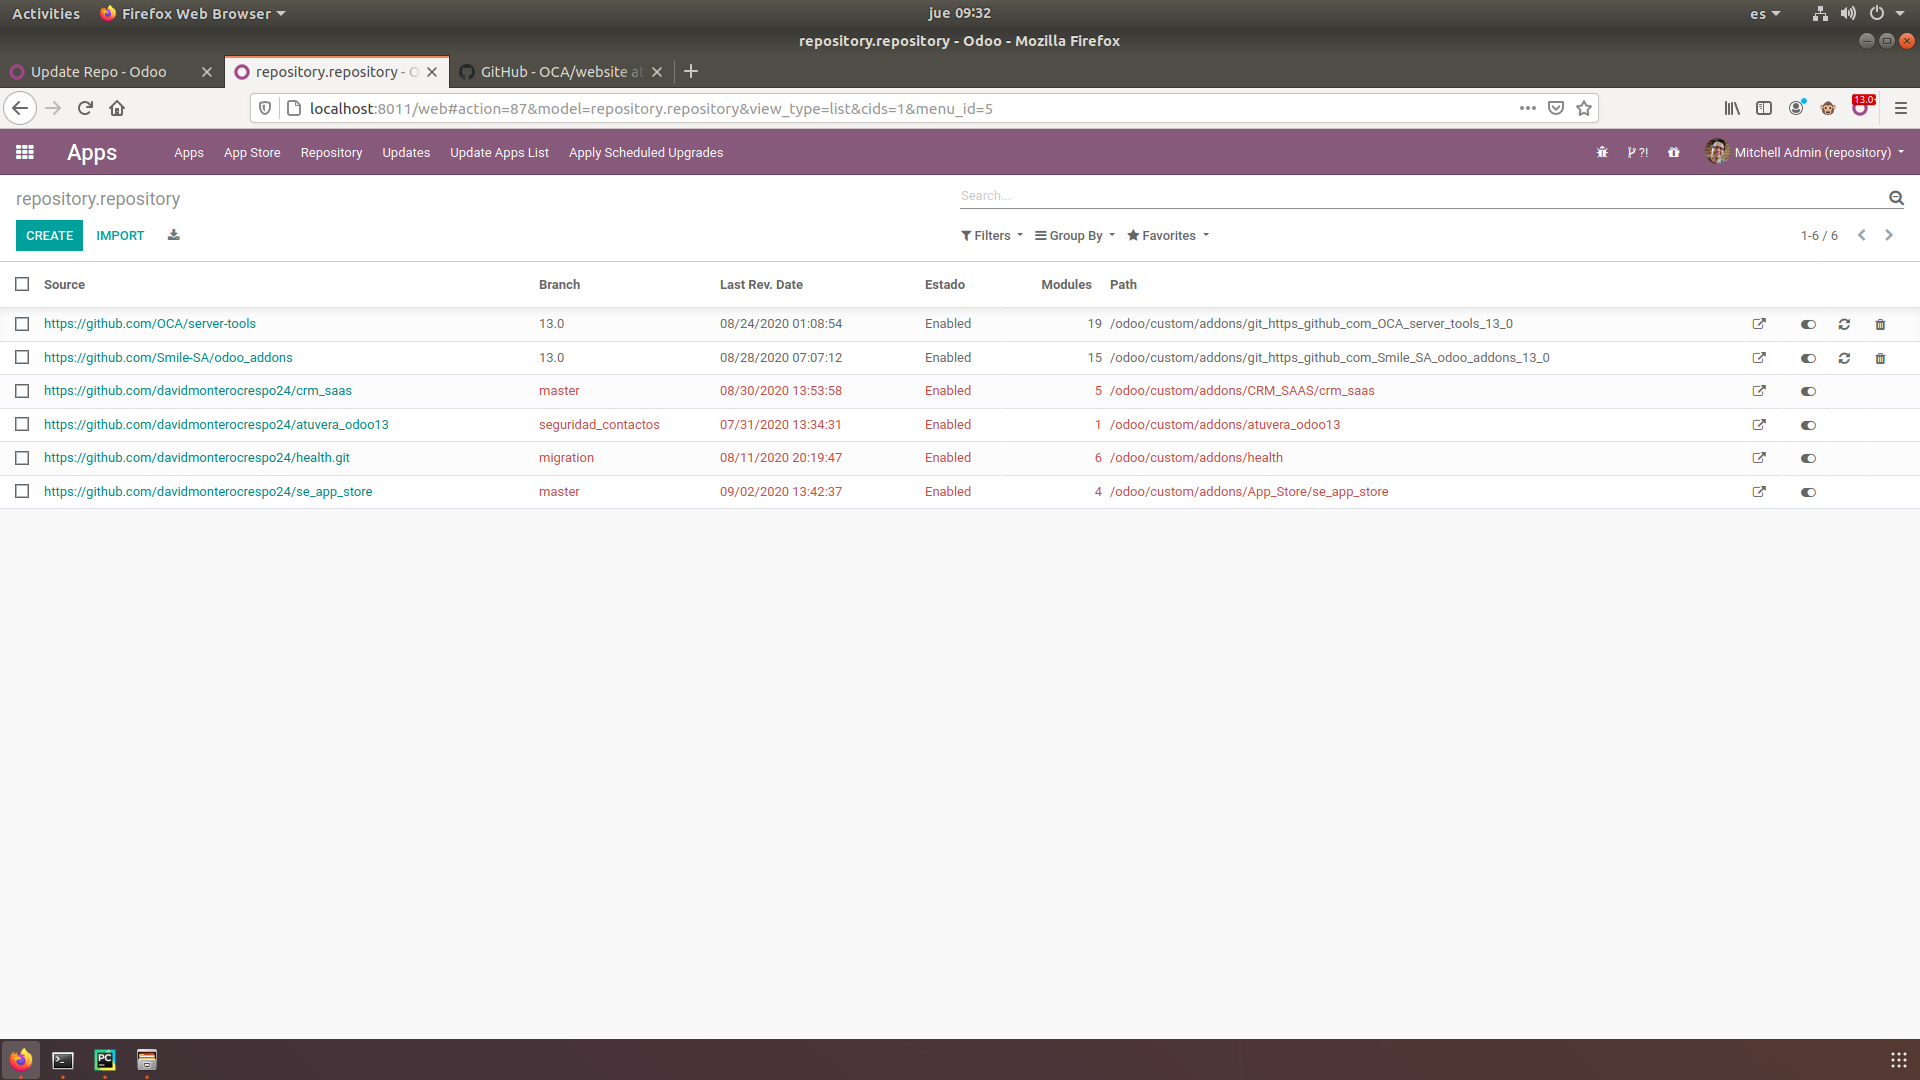 Activities Firefox Web Browser jue 09:32 es
repository.repository - Odoo - Mozilla Firefox
Update Repo - Odoo repository.repository - GitHub - OCA/website
localhost:8011/web#action=87&model=repository.repository&view_type=list&cids=1&menu_id=5 13.0
Apps Apps App Store Repository Updates Update Apps List Apply Scheduled Upgrades ?! Mitchell Admin (repository)
repository.repository Search...
CREATE IMPORT Filters Group By Favorites 1-6 / 6
Source Branch Last Rev. Date Estado Modules Path
https://github.com/OCA/server-tools 13.0 08/24/2020 01:08:54 Enabled 19 /odoo/custom/addons/git_https_github_com_OCA_server_tools_13_0
https://github.com/Smile-SA/odoo_addons 13.0 08/28/2020 07:07:12 Enabled 15 /odoo/custom/addons/git_https_github_com_Smile_SA_odoo_addons_13_0
https://github.com/davidmonterocrespo24/crm_saas master 08/30/2020 13:53:58 Enabled 5 /odoo/custom/addons/CRM_SAAS/crm_saas
https://github.com/davidmonterocrespo24/atuvera_odoo13 seguridad_contactos 07/31/2020 13:34:31 Enabled 1 /odoo/custom/addons/atuvera_odoo13
https://github.com/davidmonterocrespo24/health.git migration 08/11/2020 20:19:47 Enabled 6 /odoo/custom/addons/health
https://github.com/davidmonterocrespo24/se_app_store master 09/02/2020 13:42:37 Enabled 4 /odoo/custom/addons/App_Store/se_app_store
PC